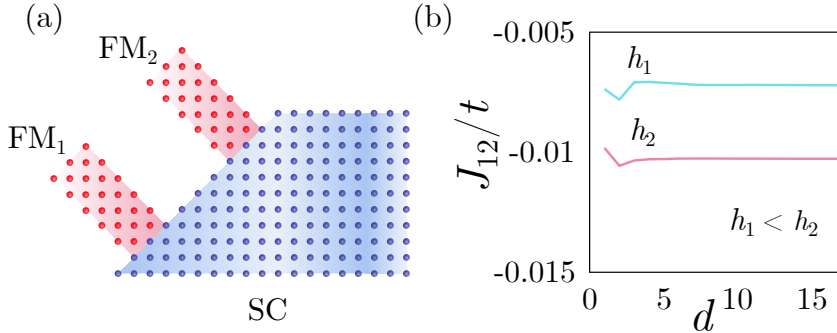 (a)
FM₂
FM₁
SC
(b)
J₁₂/t
-0.005
-0.01
-0.015
h₁
h₂
h₁ < h₂
0 5 10 15
d